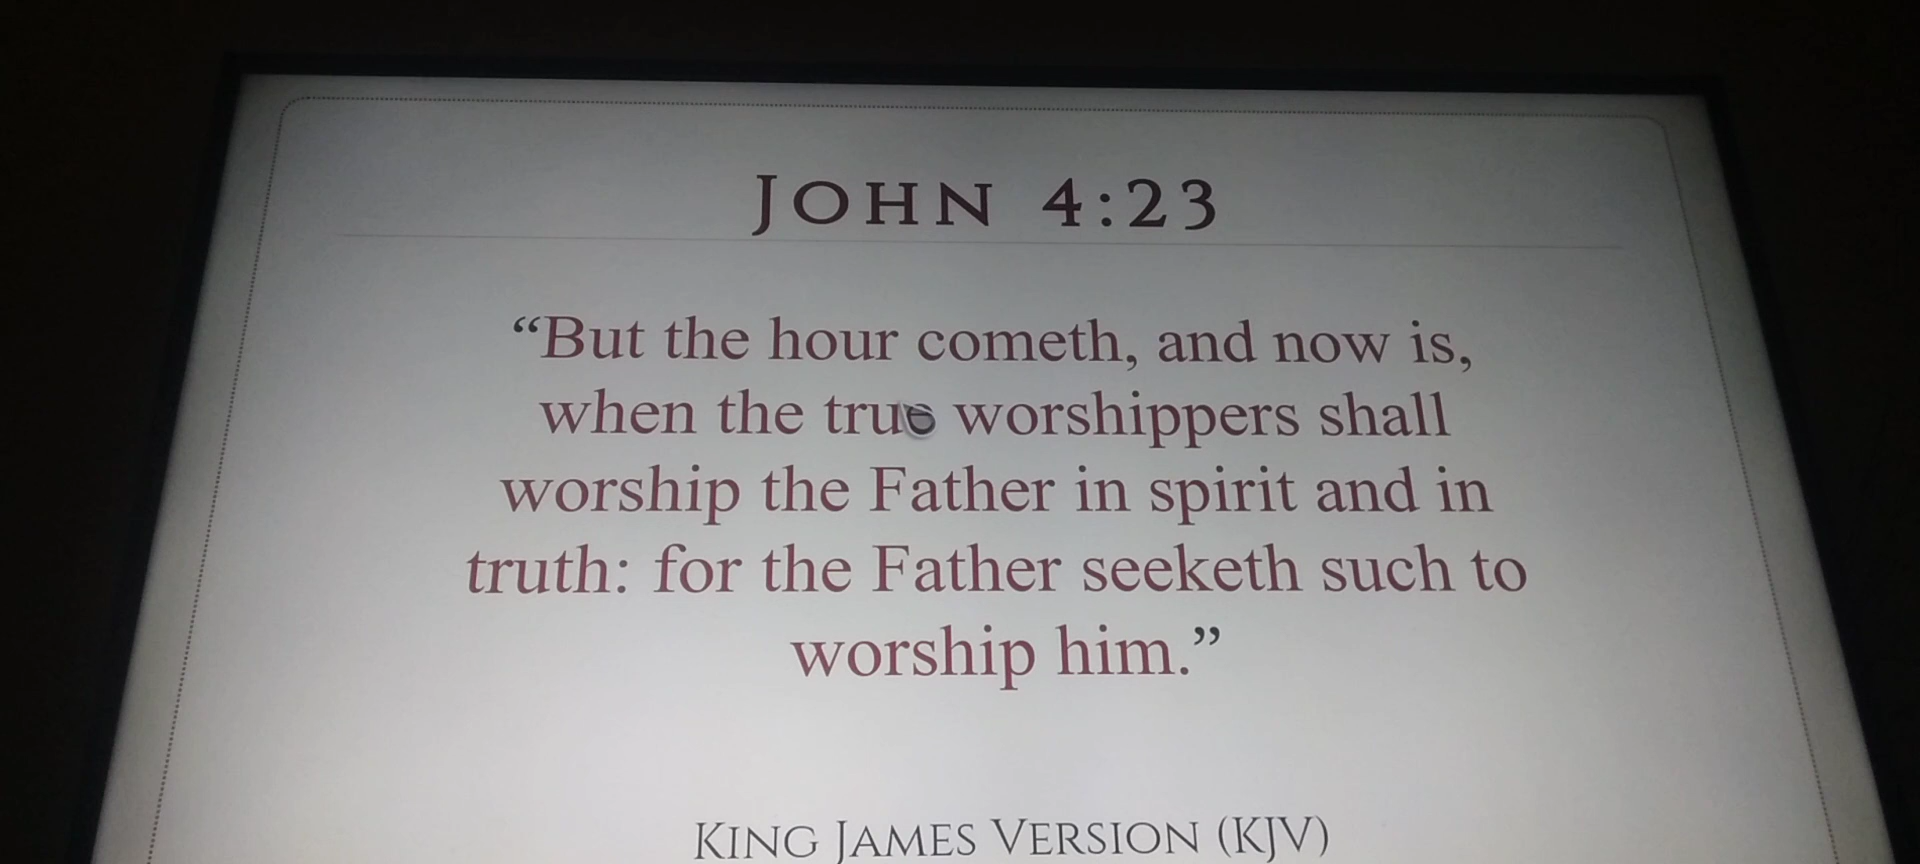 JOHN 4:23
“But the hour cometh, and now is,
when the true worshippers shall
worship the Father in spirit and in
truth: for the Father seeketh such to
worship him.”
KING JAMES VERSION (KJV)